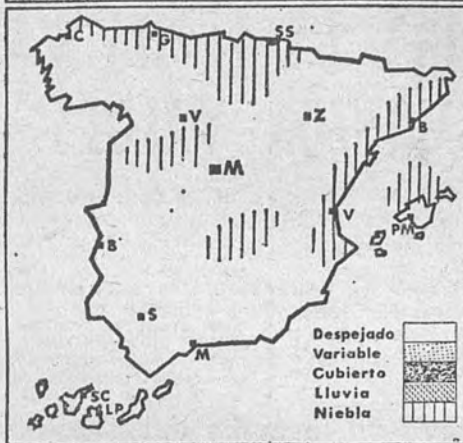 C
G
SS
V
Z
B
M
V
PM
B
S
M
SC
LP
Despejado
Variable
Cubierto
Lluvia
Niebla